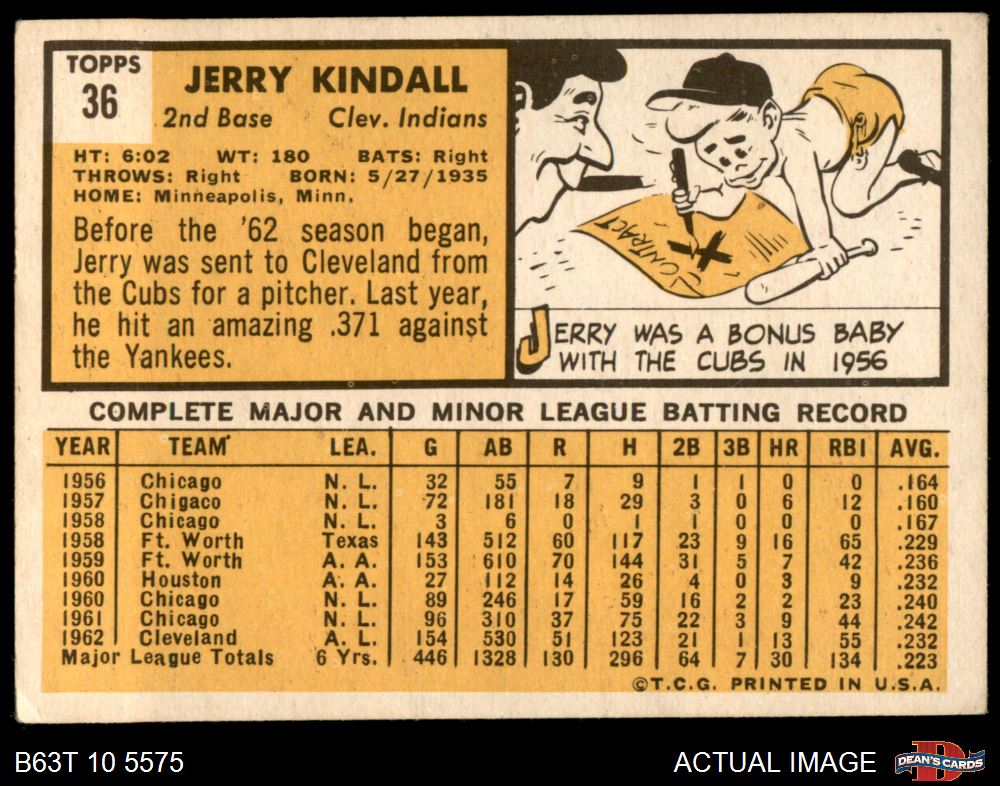 TOPPS
36
JERRY KINDALL
2nd Base Clev. Indians
HT: 6:02 WT: 180 BATS: Right
THROWS: Right BORN: 5/27/1935
HOME: Minneapolis, Minn.
Before the '62 season began,
Jerry was sent to Cleveland from
the Cubs for a pitcher. Last year,
he hit an amazing .371 against
the Yankees.
CONTRACT
X
JERRY WAS A BONUS BABY
WITH THE CUBS IN 1956
COMPLETE MAJOR AND MINOR LEAGUE BATTING RECORD
YEAR TEAM LEA. G AB R H 2B 3B HR RBI AVG.
1956 Chicago N. L. 32 55 7 9 1 1 0 0 .164
1957 Chigaco N. L. 72 181 18 29 3 0 6 12 .160
1958 Chicago N. L. 3 6 0 1 1 0 0 0 .167
1958 Ft. Worth Texas 143 512 60 117 23 9 16 65 .229
1959 Ft. Worth A. A. 153 610 70 144 31 5 7 42 .236
1960 Houston A. A. 27 112 14 26 4 0 3 9 .232
1960 Chicago N. L. 89 246 17 59 16 2 2 23 .240
1961 Chicago N. L. 96 310 37 75 22 3 9 44 .242
1962 Cleveland A. L. 154 530 51 123 21 1 13 55 .232
Major League Totals 6 Yrs. 446 1328 130 296 64 7 30 134 .223
©T.C.G. PRINTED IN U.S.A.
B63T 10 5575 ACTUAL IMAGE
D
DEAN'S CARDS